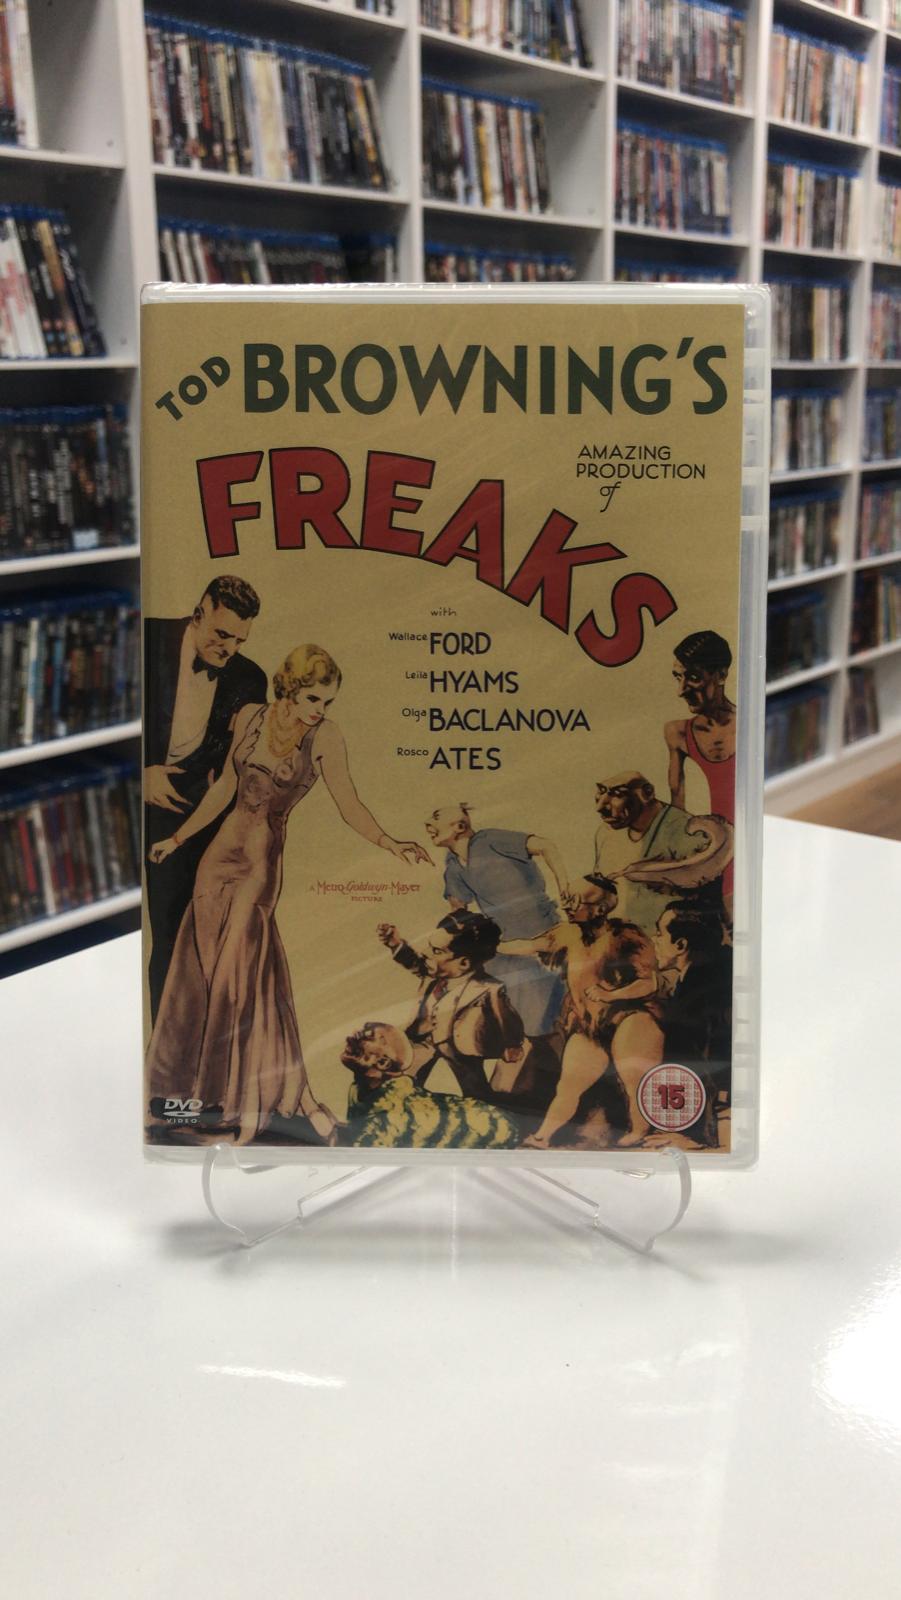 TOD BROWNING'S
FREAKS
AMAZING
PRODUCTION
of
with
Wallace FORD
Leila HYAMS
Olga BACLANOVA
Rosco ATES
A Metro-Goldwyn-Mayer
PICTURE
DVD
VIDEO
15